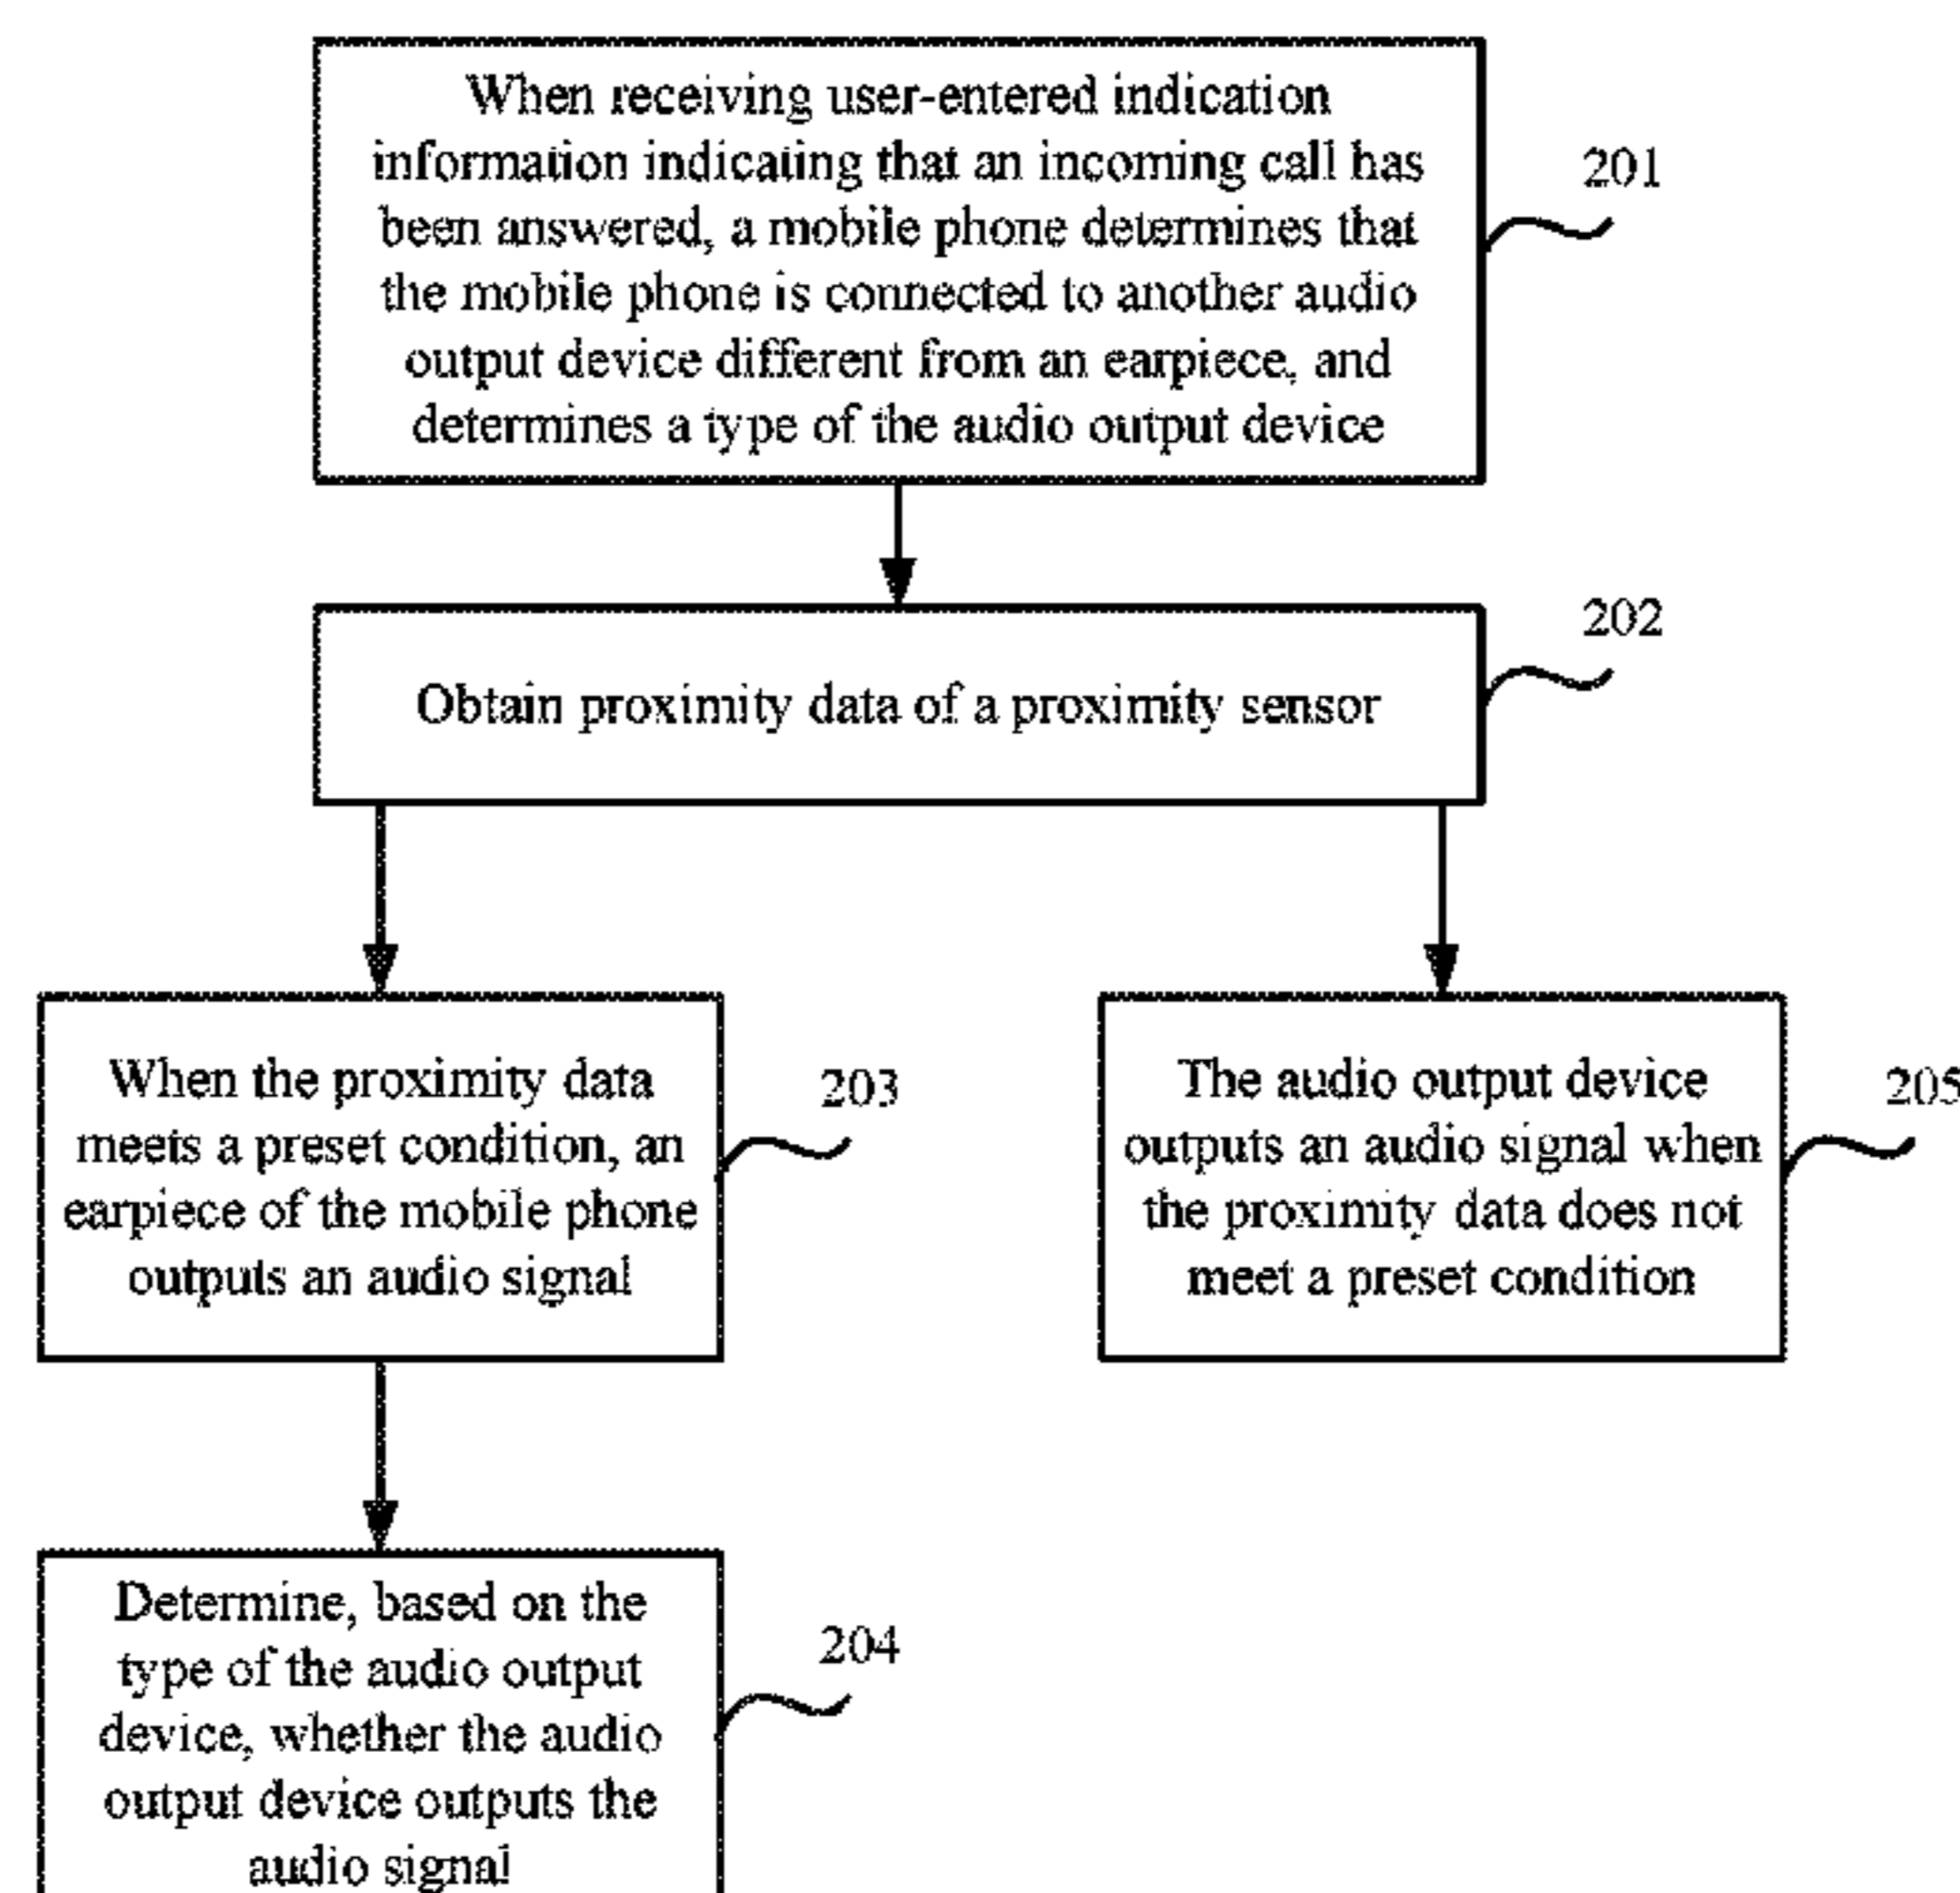 When receiving user-entered indication
information indicating that an incoming call has
been answered, a mobile phone determines that
the mobile phone is connected to another audio
output device different from an earpiece, and
determines a type of the audio output device
201
Obtain proximity data of a proximity sensor
202
When the proximity data
meets a preset condition, an
earpiece of the mobile phone
outputs an audio signal
203
The audio output device
outputs an audio signal when
the proximity data does not
meet a preset condition
205
Determine, based on the
type of the audio output
device, whether the audio
output device outputs the
audio signal
204